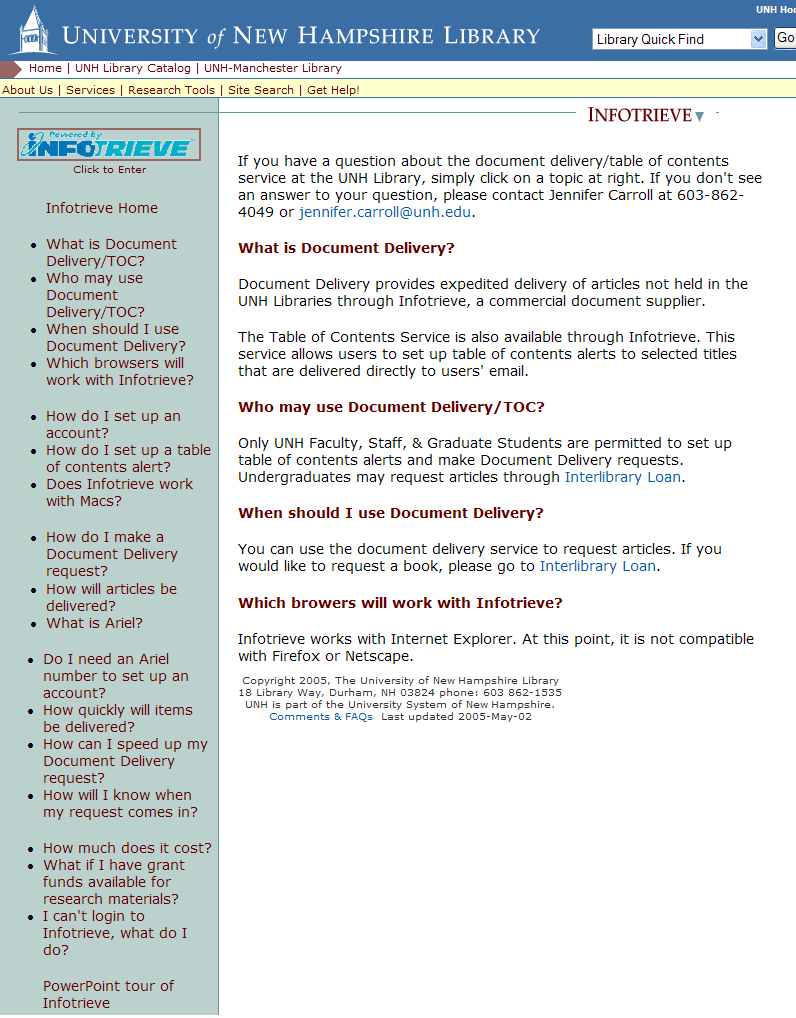 UNH Hor
UNIVERSITY of NEW HAMPSHIRE LIBRARY
Library Quick Find
Go
Home | UNH Library Catalog | UNH-Manchester Library
About Us | Services | Research Tools | Site Search | Get Help!
INFOTRIEVE
Powered by
INFOTRIEVE
Click to Enter
Infotrieve Home
What is Document
Delivery/TOC?
Who may use
Document
Delivery/TOC?
When should I use
Document Delivery?
Which browsers will
work with Infotrieve?
How do I set up an
account?
How do I set up a table
of contents alert?
Does Infotrieve work
with Macs?
How do I make a
Document Delivery
request?
How will articles be
delivered?
What is Ariel?
Do I need an Ariel
number to set up an
account?
How quickly will items
be delivered?
How can I speed up my
Document Delivery
request?
How will I know when
my request comes in?
How much does it cost?
What if I have grant
funds available for
research materials?
I can't login to
Infotrieve, what do I
do?
PowerPoint tour of
Infotrieve
If you have a question about the document delivery/table of contents
service at the UNH Library, simply click on a topic at right. If you don't see
an answer to your question, please contact Jennifer Carroll at 603-862-
4049 or jennifer.carroll@unh.edu.
What is Document Delivery?
Document Delivery provides expedited delivery of articles not held in the
UNH Libraries through Infotrieve, a commercial document supplier.
The Table of Contents Service is also available through Infotrieve. This
service allows users to set up table of contents alerts to selected titles
that are delivered directly to users' email.
Who may use Document Delivery/TOC?
Only UNH Faculty, Staff, & Graduate Students are permitted to set up
table of contents alerts and make Document Delivery requests.
Undergraduates may request articles through Interlibrary Loan.
When should I use Document Delivery?
You can use the document delivery service to request articles. If you
would like to request a book, please go to Interlibrary Loan.
Which browers will work with Infotrieve?
Infotrieve works with Internet Explorer. At this point, it is not compatible
with Firefox or Netscape.
Copyright 2005, The University of New Hampshire Library
18 Library Way, Durham, NH 03824 phone: 603 862-1535
UNH is part of the University System of New Hampshire.
Comments & FAQs Last updated 2005-May-02